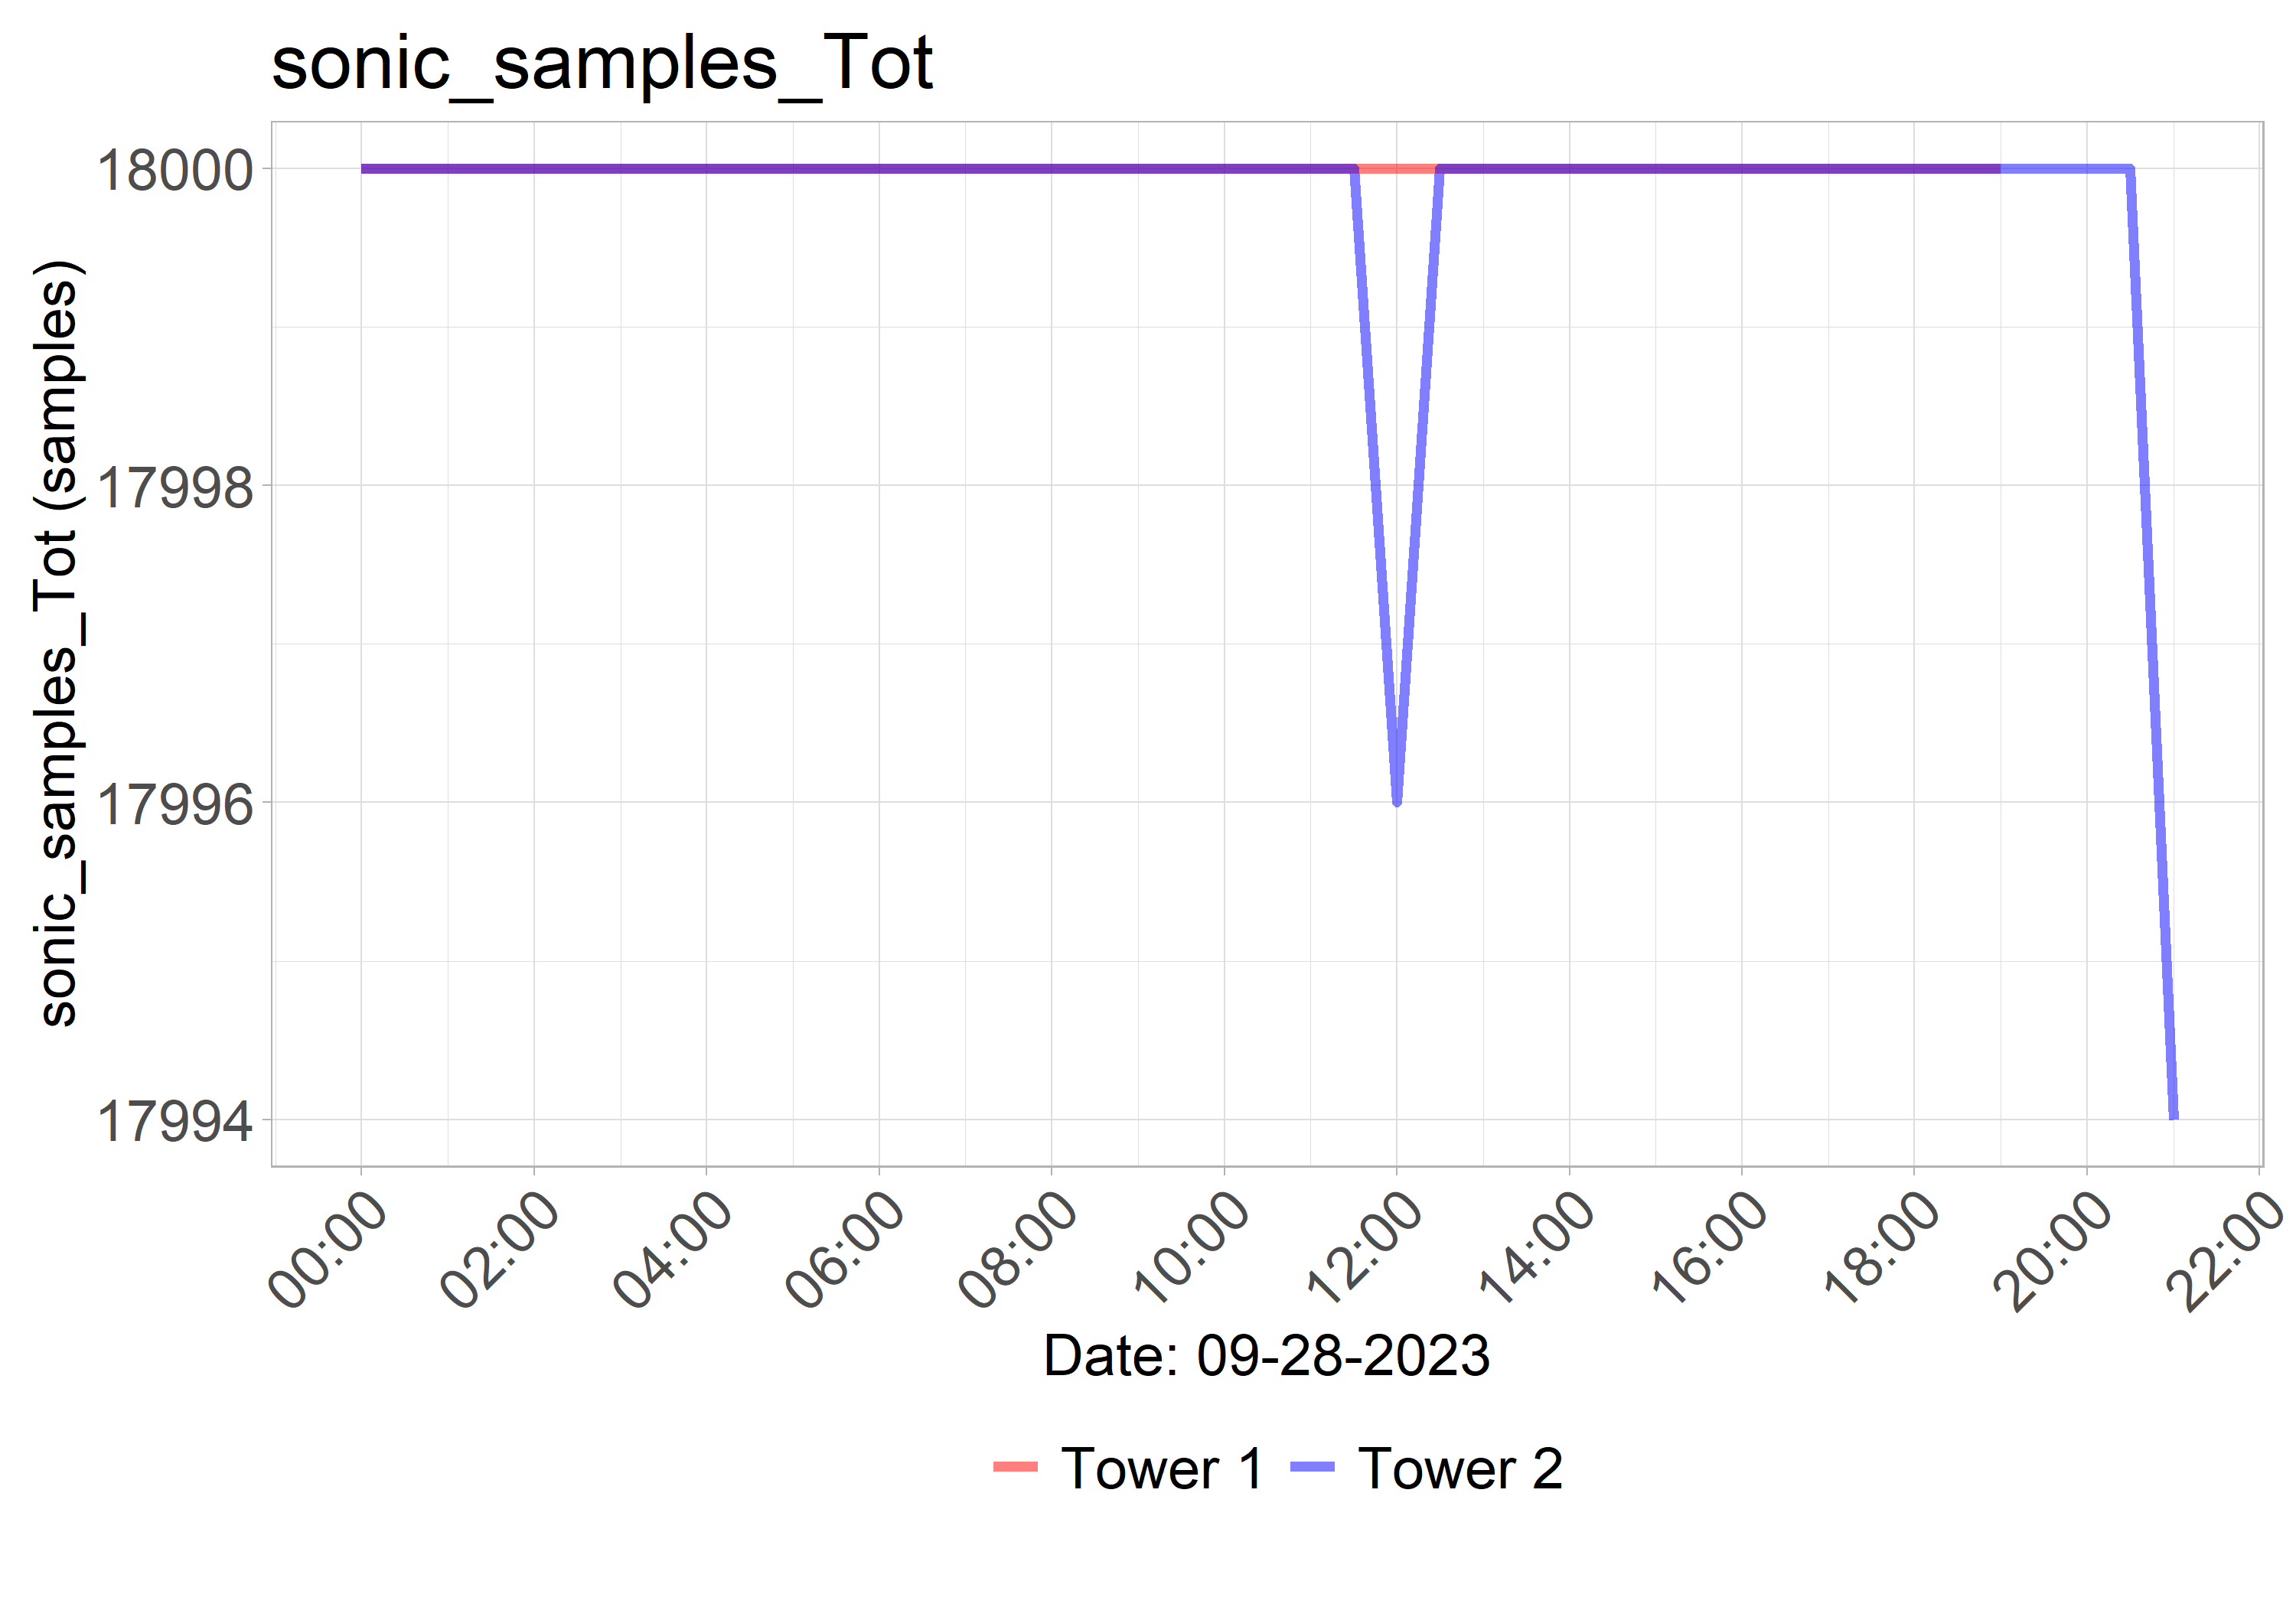 sonic_samples_Tot
sonic_samples_Tot (samples)
18000
17998
17996
17994
00:00 02:00 04:00 06:00 08:00 10:00 12:00 14:00 16:00 18:00 20:00 22:00
Date: 09-28-2023
Tower 1 Tower 2